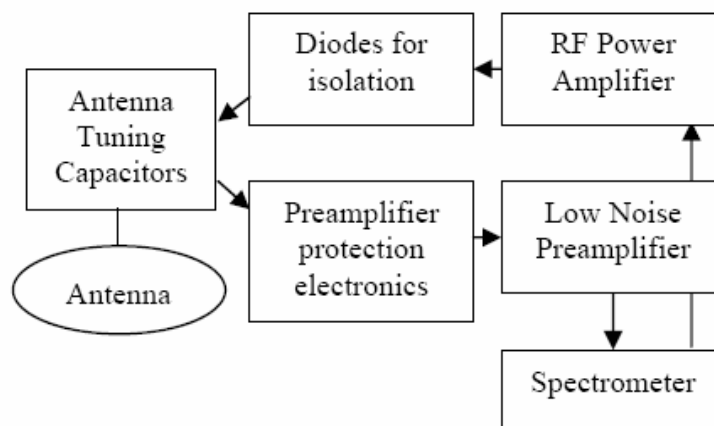 Diodes for
isolation
RF Power
Amplifier
Antenna
Tuning
Capacitors
Preamplifier
protection
electronics
Low Noise
Preamplifier
Antenna
Spectrometer